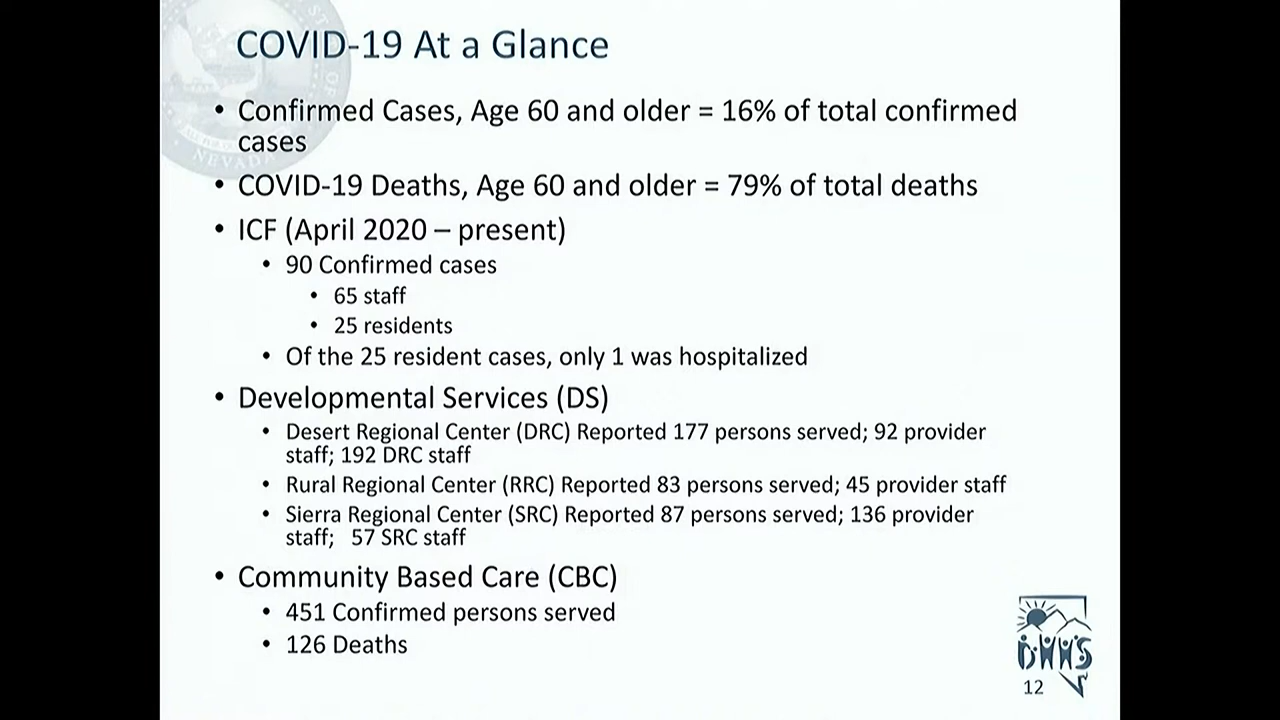 COVID-19 At a Glance
• Confirmed Cases, Age 60 and older = 16% of total confirmed
cases
• COVID-19 Deaths, Age 60 and older = 79% of total deaths
• ICF (April 2020 – present)
• 90 Confirmed cases
• 65 staff
• 25 residents
• Of the 25 resident cases, only 1 was hospitalized
• Developmental Services (DS)
• Desert Regional Center (DRC) Reported 177 persons served; 92 provider
staff; 192 DRC staff
• Rural Regional Center (RRC) Reported 83 persons served; 45 provider staff
• Sierra Regional Center (SRC) Reported 87 persons served; 136 provider
staff;   57 SRC staff
• Community Based Care (CBC)
• 451 Confirmed persons served
• 126 Deaths
NEVADA
DHHS
12